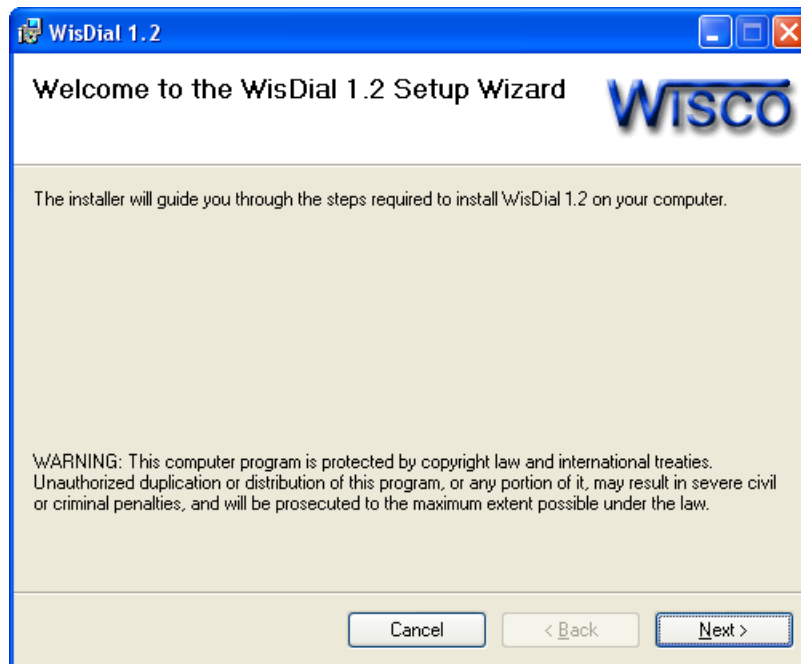 WisDial 1.2
Welcome to the WisDial 1.2 Setup Wizard
WISCO
The installer will guide you through the steps required to install WisDial 1.2 on your computer.
WARNING: This computer program is protected by copyright law and international treaties.
Unauthorized duplication or distribution of this program, or any portion of it, may result in severe civil
or criminal penalties, and will be prosecuted to the maximum extent possible under the law.
Cancel
< Back
Next >